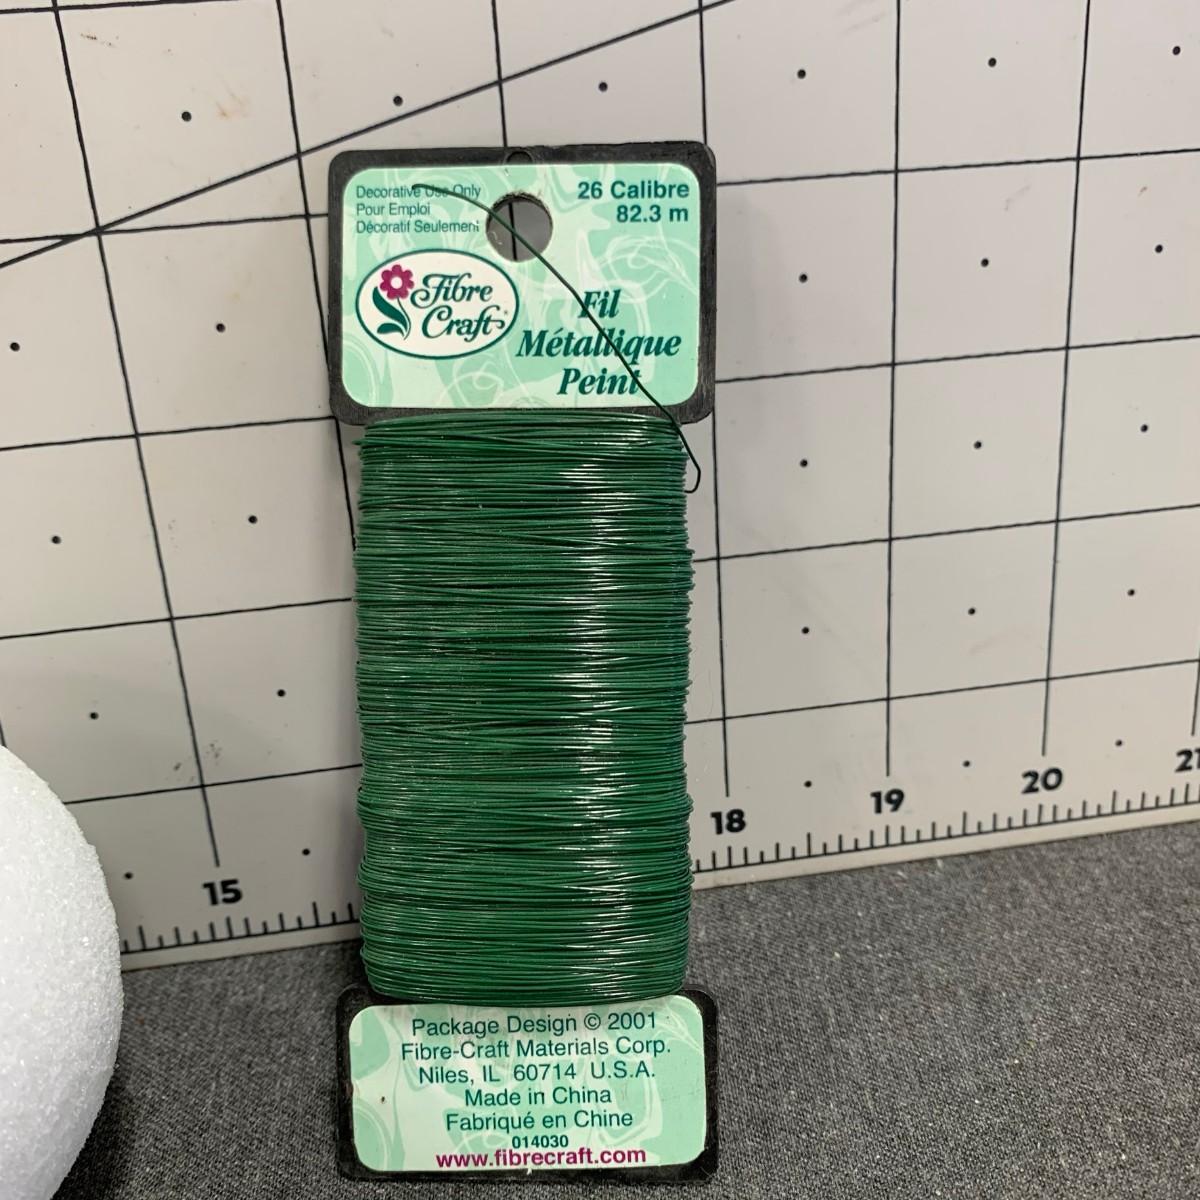 Decorative Use Only
Pour Emploi
Décoratif Seulement
26 Calibre
82.3 m
Fibre
Craft
Fil
Métallique
Peint
18
19
20
21
15
Package Design © 2001
Fibre-Craft Materials Corp.
Niles, IL 60714 U.S.A.
Made in China
Fabriqué en Chine
014030
www.fibrecraft.com